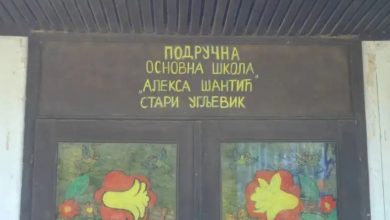 ПОДРУЧНА
ОСНОВНА ШКОЛА
„АЛЕКСА ШАНТИЋ”
СТАРИ УГЉЕВИК